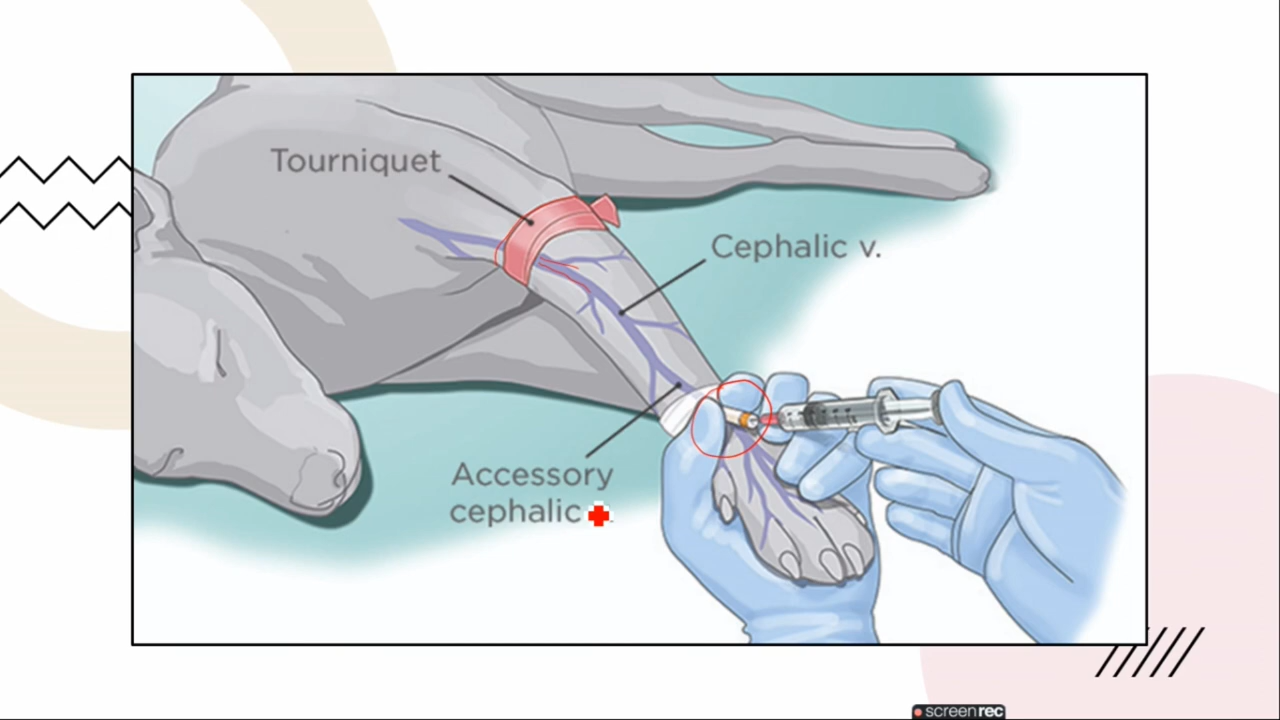 Tourniquet
Cephalic v.
Accessory
cephalic
screenrec